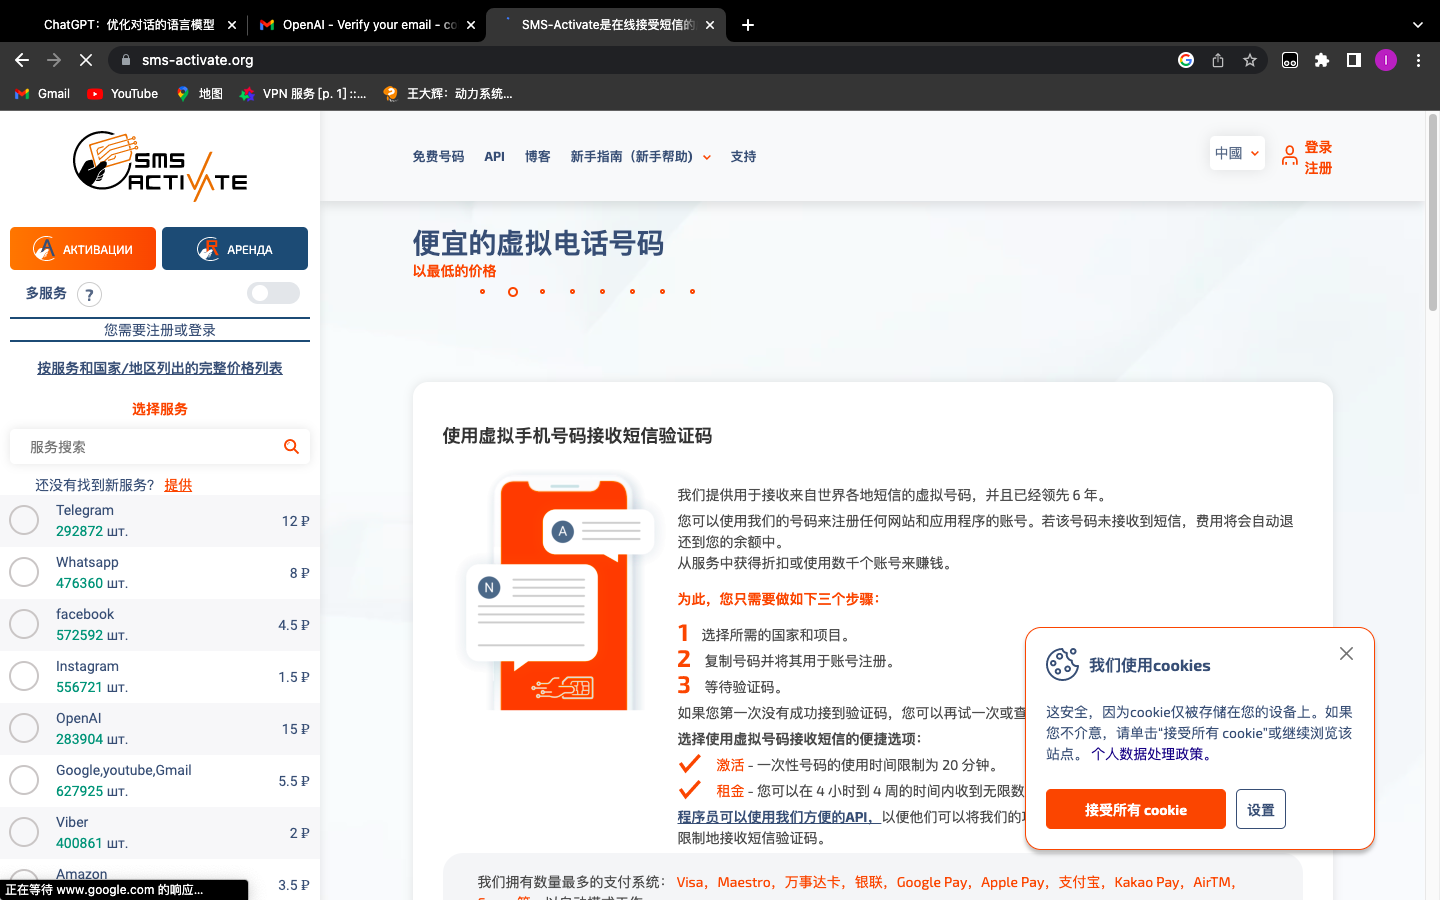 ChatGPT：优化对话的语言模型
OpenAI - Verify your email - co
SMS-Activate是在线接受短信的
sms-activate.org
Gmail
YouTube
地图
VPN 服务 [p. 1] ::...
王大辉：动力系统...
SMS
ACTIVATE
免费号码
API
博客
新手指南（新手帮助）
支持
中國
登录
注册
АКТИВАЦИИ
АРЕНДА
多服务
?
您需要注册或登录
按服务和国家/地区列出的完整价格列表
选择服务
服务搜索
还没有找到新服务？ 提供
Telegram
292872 шт.
12 ₽
Whatsapp
476360 шт.
8 ₽
facebook
572592 шт.
4.5 ₽
Instagram
556721 шт.
1.5 ₽
OpenAI
283904 шт.
15 ₽
Google,youtube,Gmail
627925 шт.
5.5 ₽
Viber
400861 шт.
2 ₽
Amazon
3.5 ₽
正在等待 www.google.com 的响应...
便宜的虚拟电话号码
以最低的价格
使用虚拟手机号码接收短信验证码
A
N
我们提供用于接收来自世界各地短信的虚拟号码，并且已经领先 6 年。
您可以使用我们的号码来注册任何网站和应用程序的账号。若该号码未接收到短信，费用将会自动退
还到您的余额中。
从服务中获得折扣或使用数千个账号来赚钱。
为此，您只需要做如下三个步骤：
1 选择所需的国家和项目。
2 复制号码并将其用于账号注册。
3 等待验证码。
如果您第一次没有成功接到验证码，您可以再试一次或查
选择使用虚拟号码接收短信的便捷选项：
激活 - 一次性号码的使用时间限制为 20 分钟。
租金 - 您可以在 4 小时到 4 周的时间内收到无限数
程序员可以使用我们方便的API，以便他们可以将我们的
限制地接收短信验证码。
我们拥有数量最多的支付系统： Visa，Maestro，万事达卡，银联，Google Pay，Apple Pay，支付宝，Kakao Pay，AirTM，
我们使用cookies
这安全，因为cookie仅被存储在您的设备上。如果
您不介意，请单击“接受所有 cookie”或继续浏览该
站点。 个人数据处理政策。
接受所有 cookie
设置